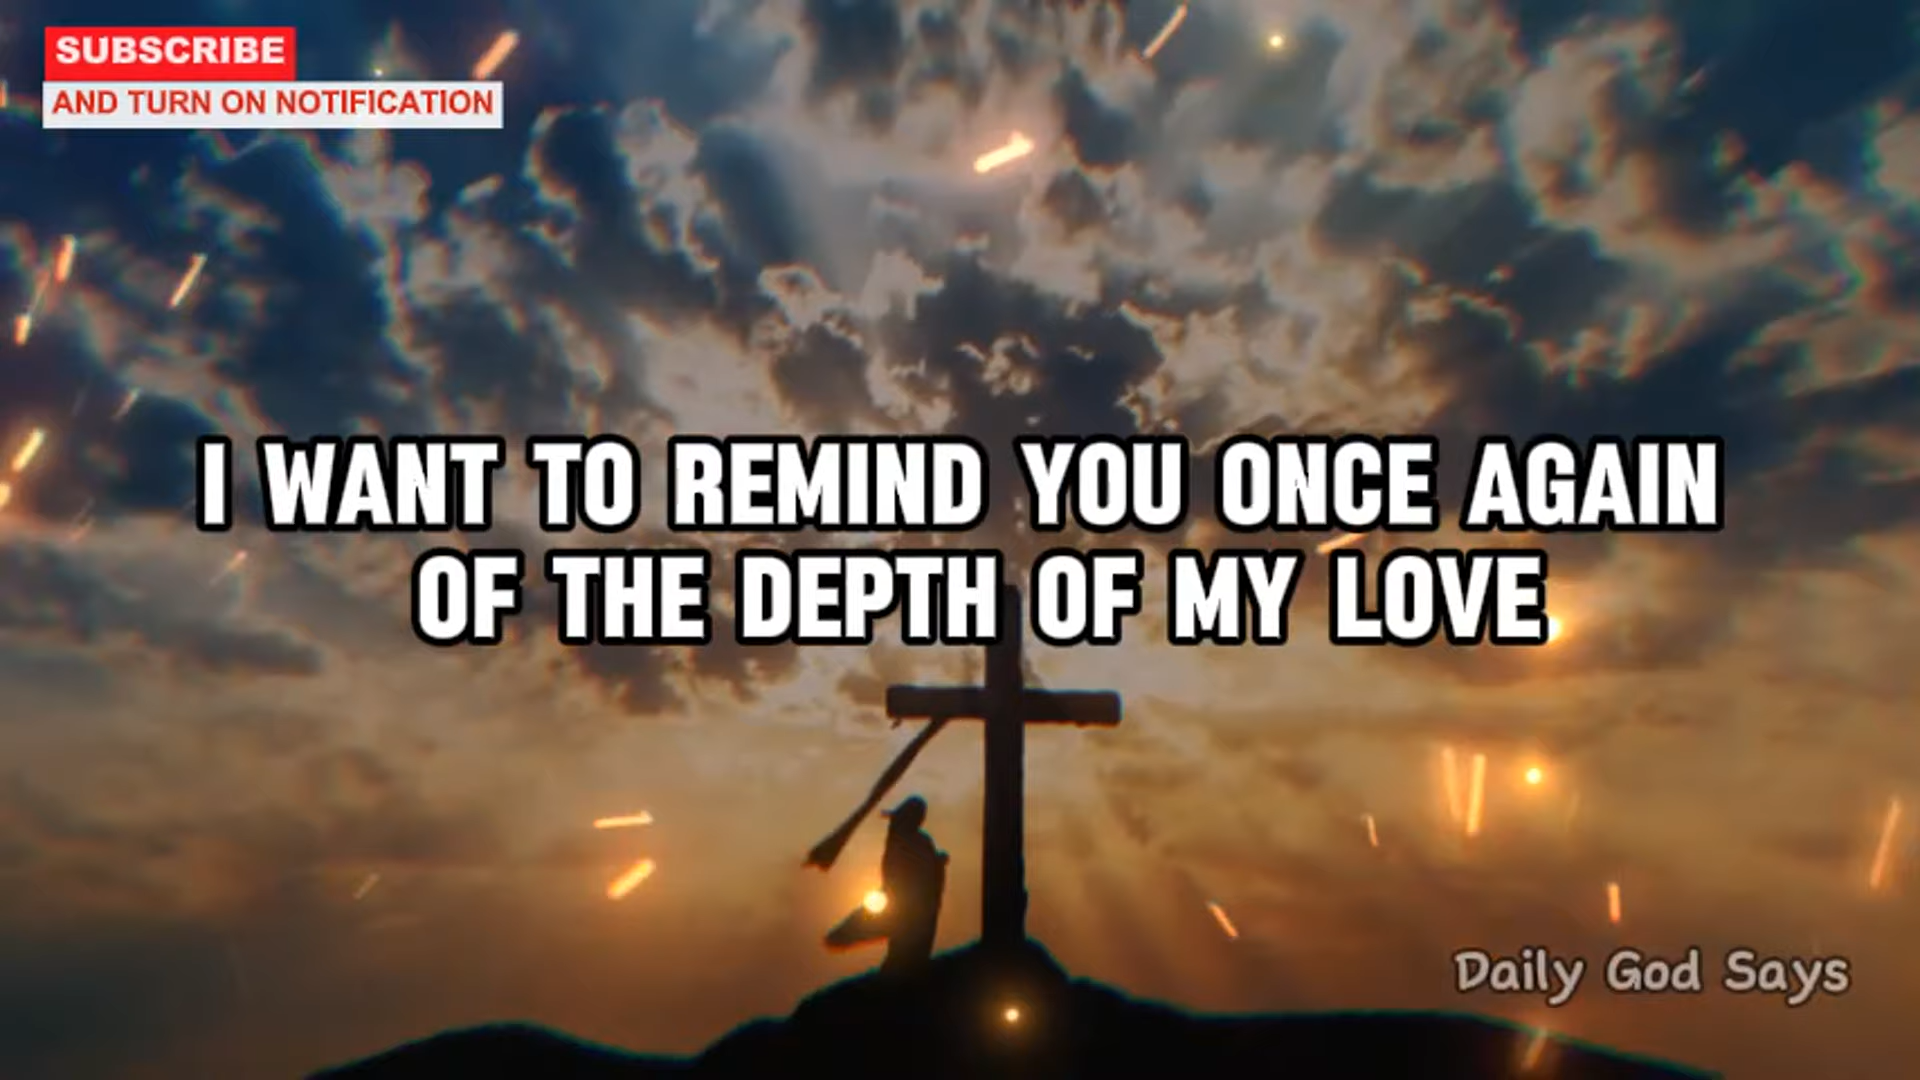 SUBSCRIBE
AND TURN ON NOTIFICATION
I WANT TO REMIND YOU ONCE AGAIN
OF THE DEPTH OF MY LOVE
Daily God Says